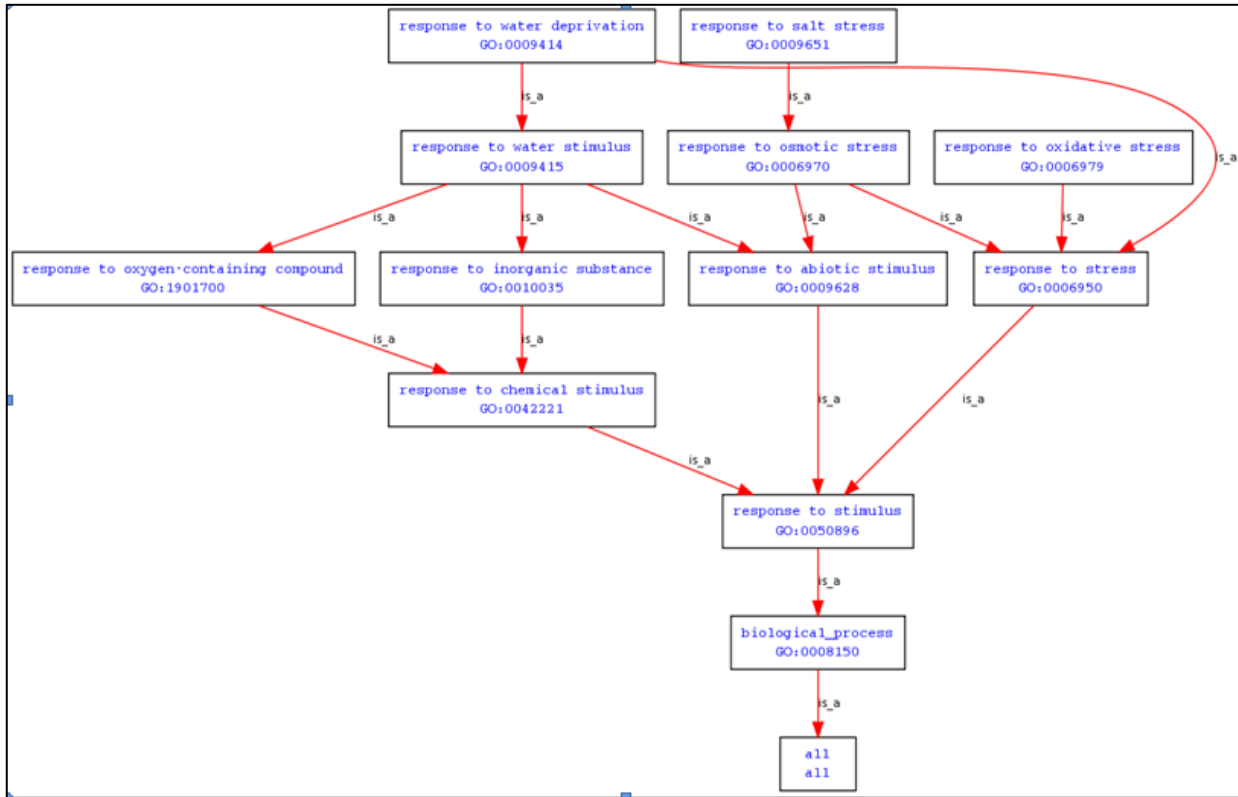 response to water deprivation
GO:0009414
response to salt stress
GO:0009651
is_a
is_a
response to water stimulus
GO:0009415
response to osmotic stress
GO:0006970
response to oxidative stress
GO:0006979
is_a
is_a
is_a
is_a
is_a
is_a
is_a
response to oxygen-containing compound
GO:1901700
response to inorganic substance
GO:0010035
response to abiotic stimulus
GO:0009628
response to stress
GO:0006950
is_a
is_a
response to chemical stimulus
GO:0042221
is_a
is_a
is_a
response to stimulus
GO:0050896
is_a
biological_process
GO:0008150
is_a
all
all